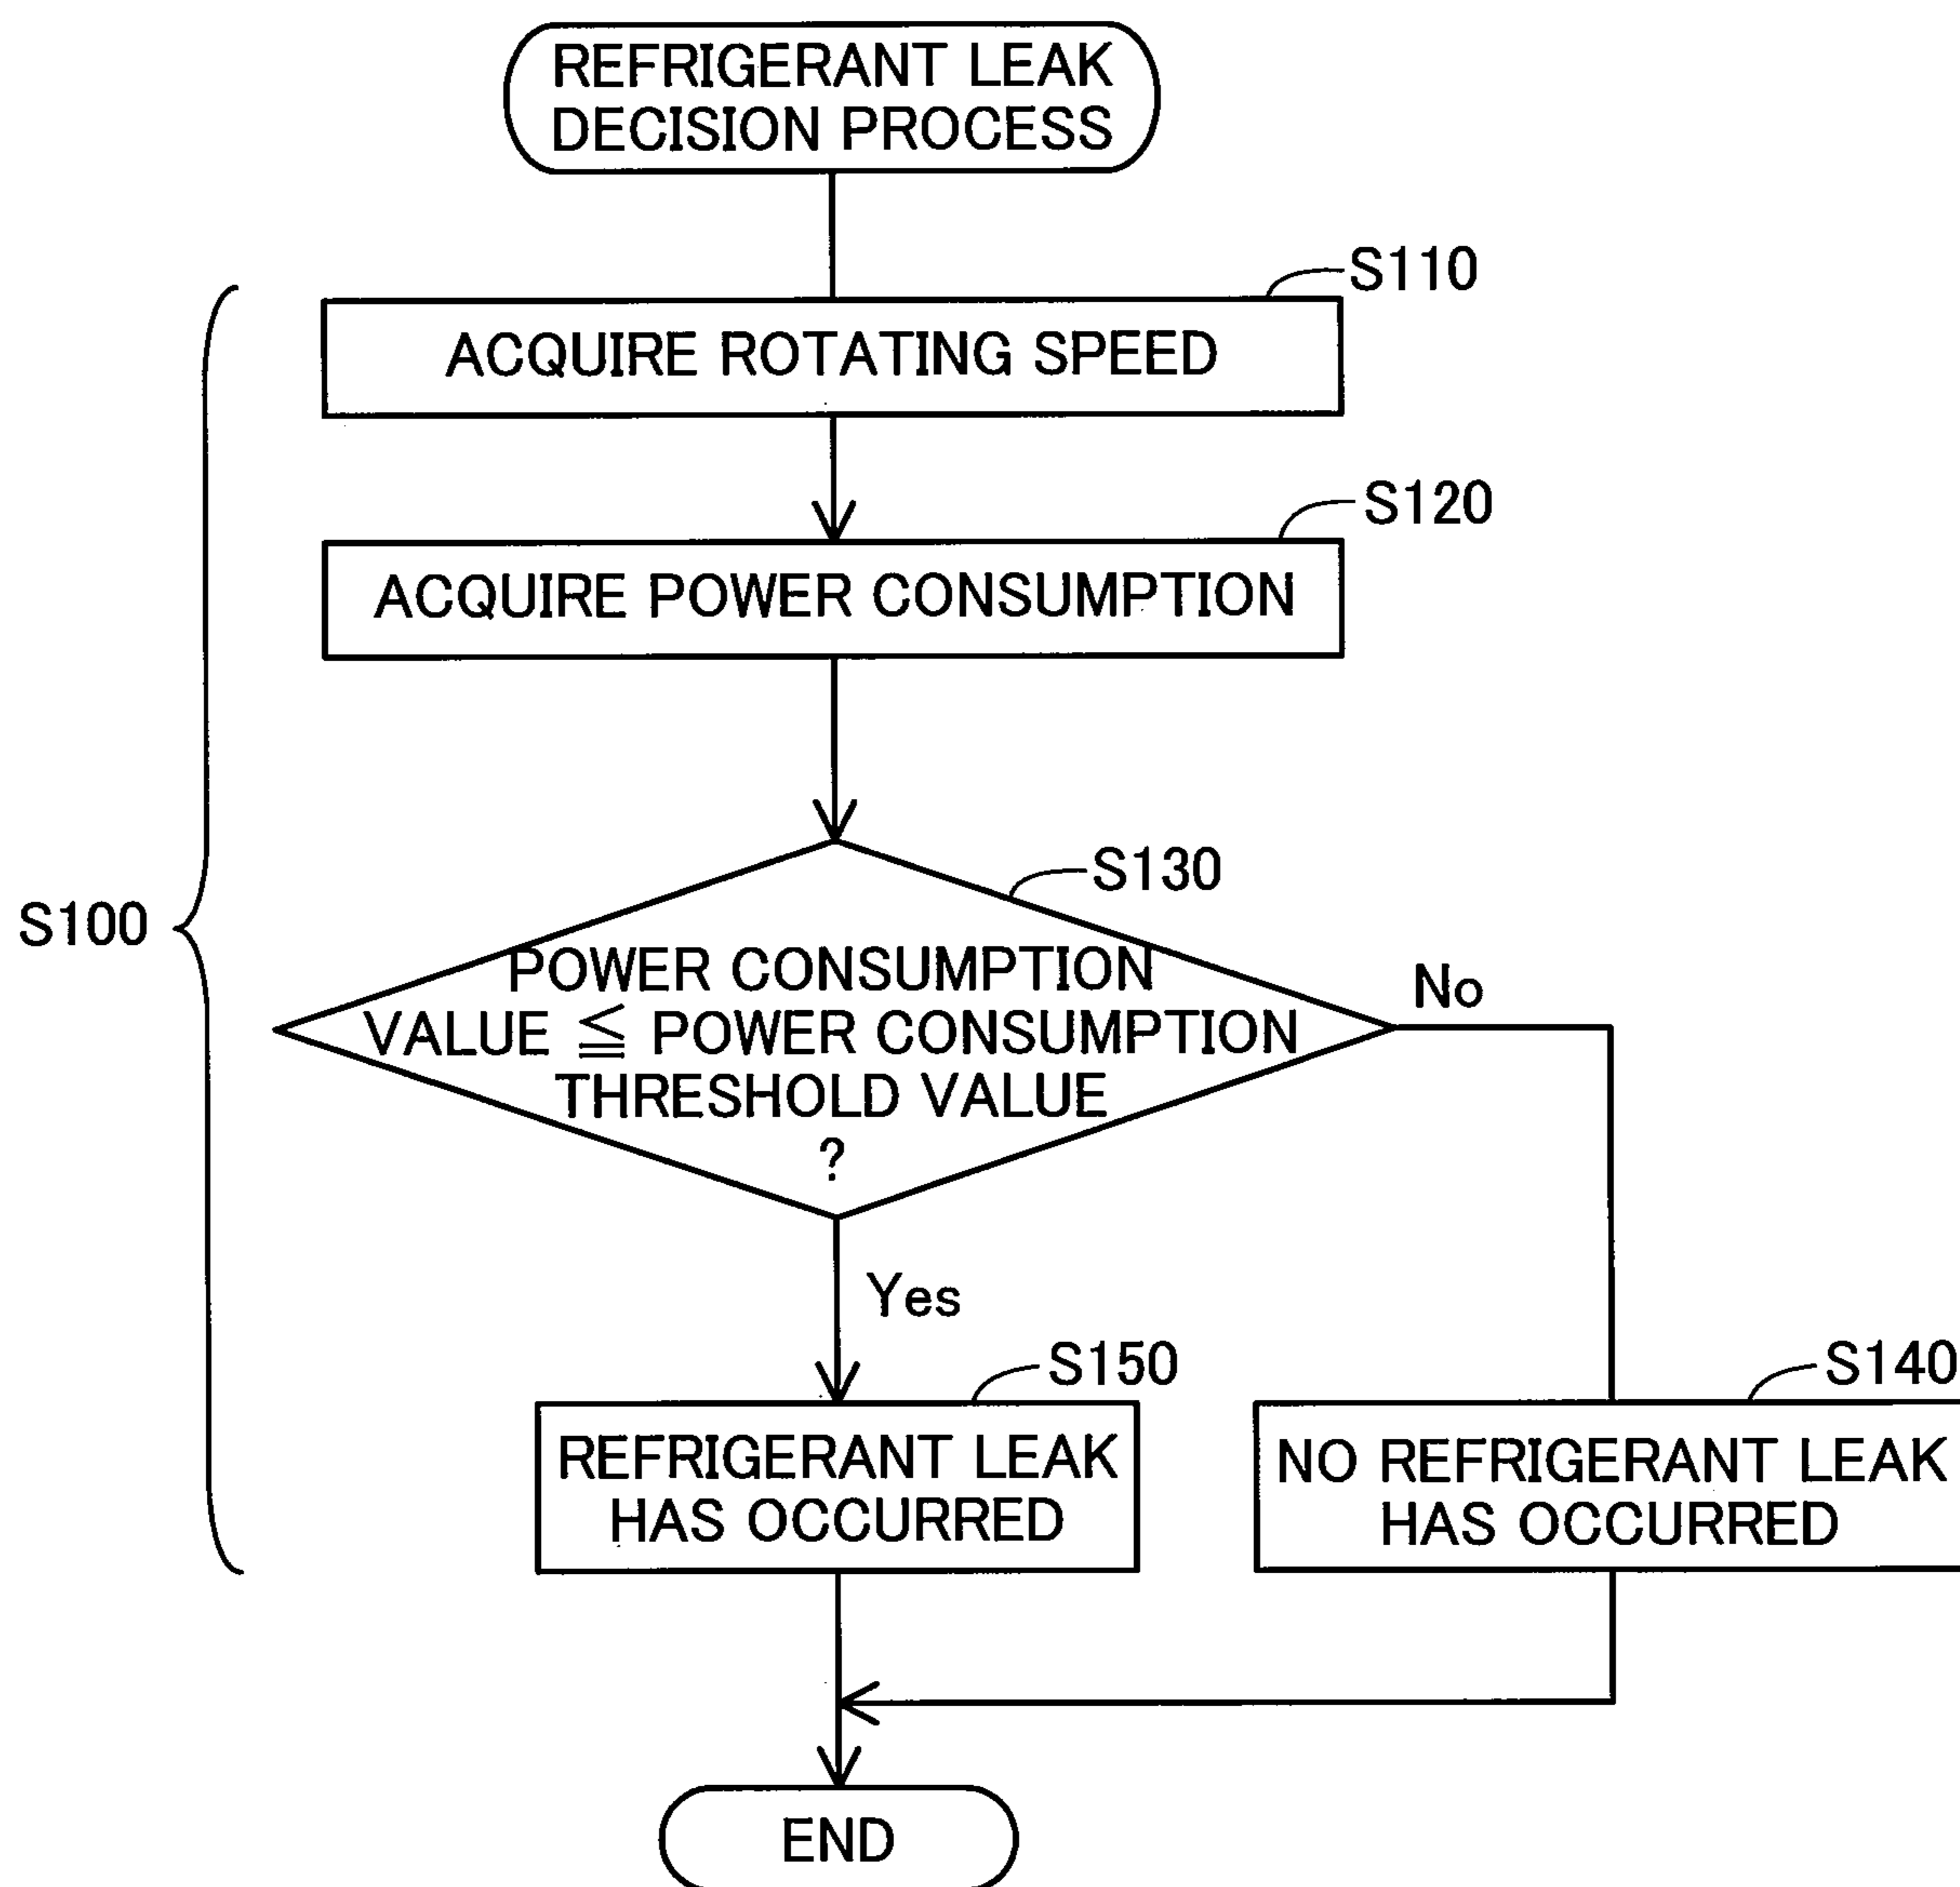 REFRIGERANT LEAK
DECISION PROCESS
S110
ACQUIRE ROTATING SPEED
S120
ACQUIRE POWER CONSUMPTION
S130
S100
POWER CONSUMPTION
VALUE ≦ POWER CONSUMPTION
THRESHOLD VALUE
?
No
Yes
S150
S140
REFRIGERANT LEAK
HAS OCCURRED
NO REFRIGERANT LEAK
HAS OCCURRED
END